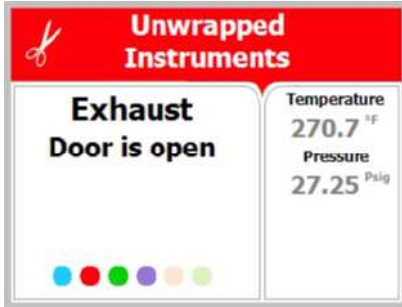 Unwrapped
Instruments
Exhaust
Door is open
Temperature
270.7 °F
Pressure
27.25 Psig